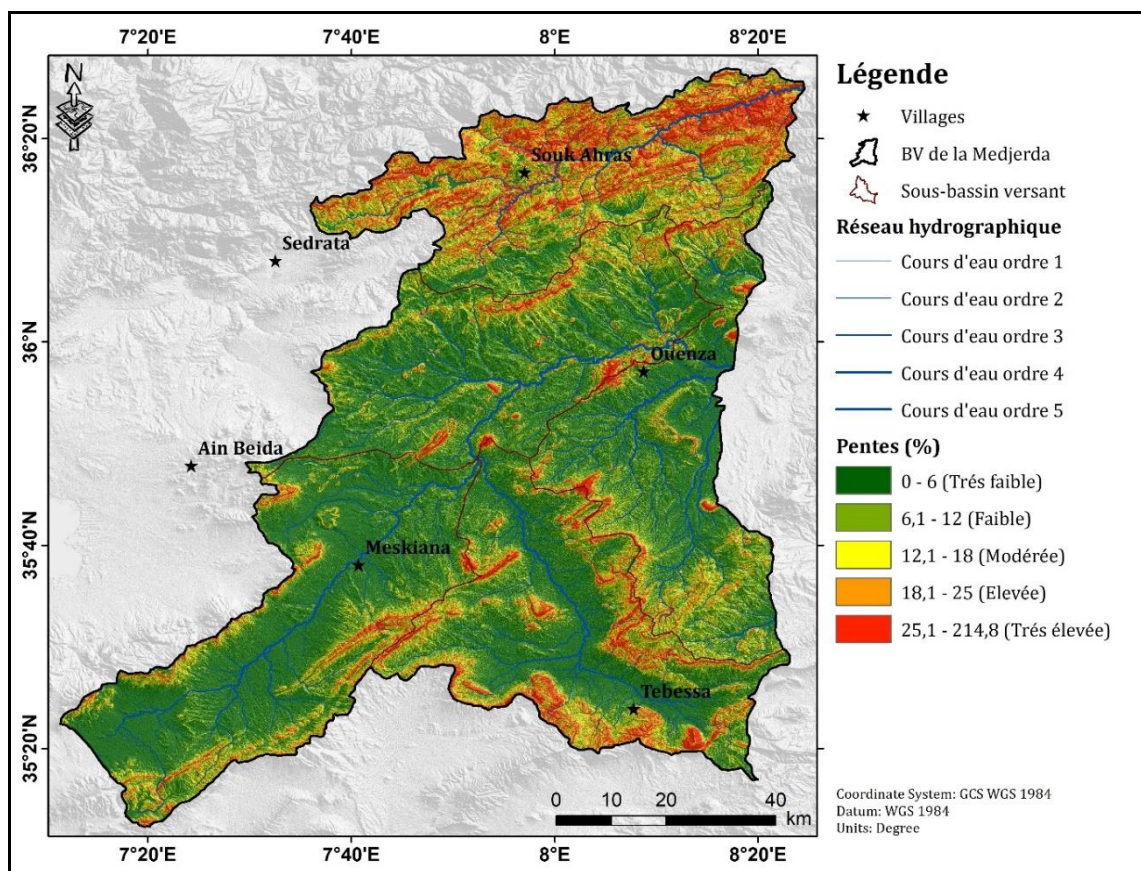 7°20'E 7°40'E 8°E 8°20'E
N
36°20'N
36°N
35°40'N
35°20'N
Souk Ahras
Sedrata
Ouenza
Ain Beida
Meskiana
Tebessa
0 10 20 40
km
7°20'E 7°40'E 8°E 8°20'E
Légende
Villages
BV de la Medjerda
Sous-bassin versant
Réseau hydrographique
Cours d'eau ordre 1
Cours d'eau ordre 2
Cours d'eau ordre 3
Cours d'eau ordre 4
Cours d'eau ordre 5
Pentes (%)
0 - 6 (Trés faible)
6,1 - 12 (Faible)
12,1 - 18 (Modérée)
18,1 - 25 (Elevée)
25,1 - 214,8 (Trés élevée)
Coordinate System: GCS WGS 1984
Datum: WGS 1984
Units: Degree